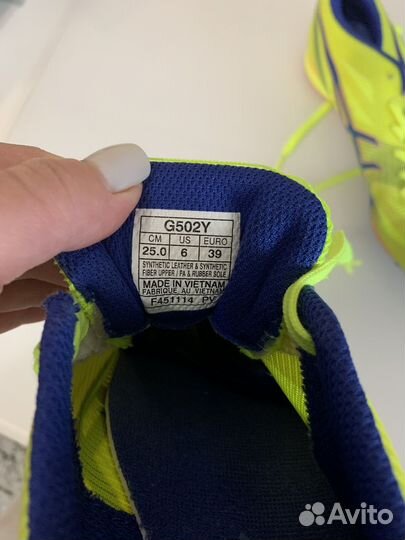 G502Y
CM US EURO
25.0 6 39
SYNTHETIC LEATHER & SYNTHETIC
FIBER UPPER / PA & RUBBER SOLE
MADE IN VIETNAM
FABRIQUE AU VIETNAM
F451114 PV
Avito